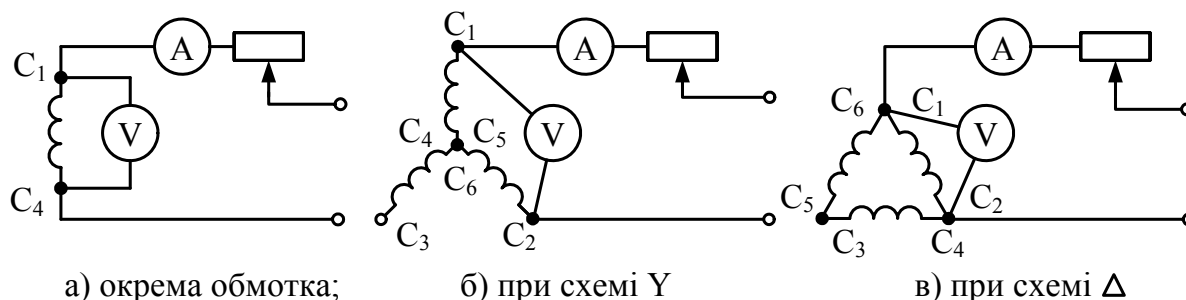 C₁
A
V
C₄
C₁
A
V
C₄
C₅
C₆
C₃
C₂
A
C₆
C₁
V
C₅
C₂
C₃
C₄
а) окрема обмотка;
б) при схемі Y
в) при схемі Δ